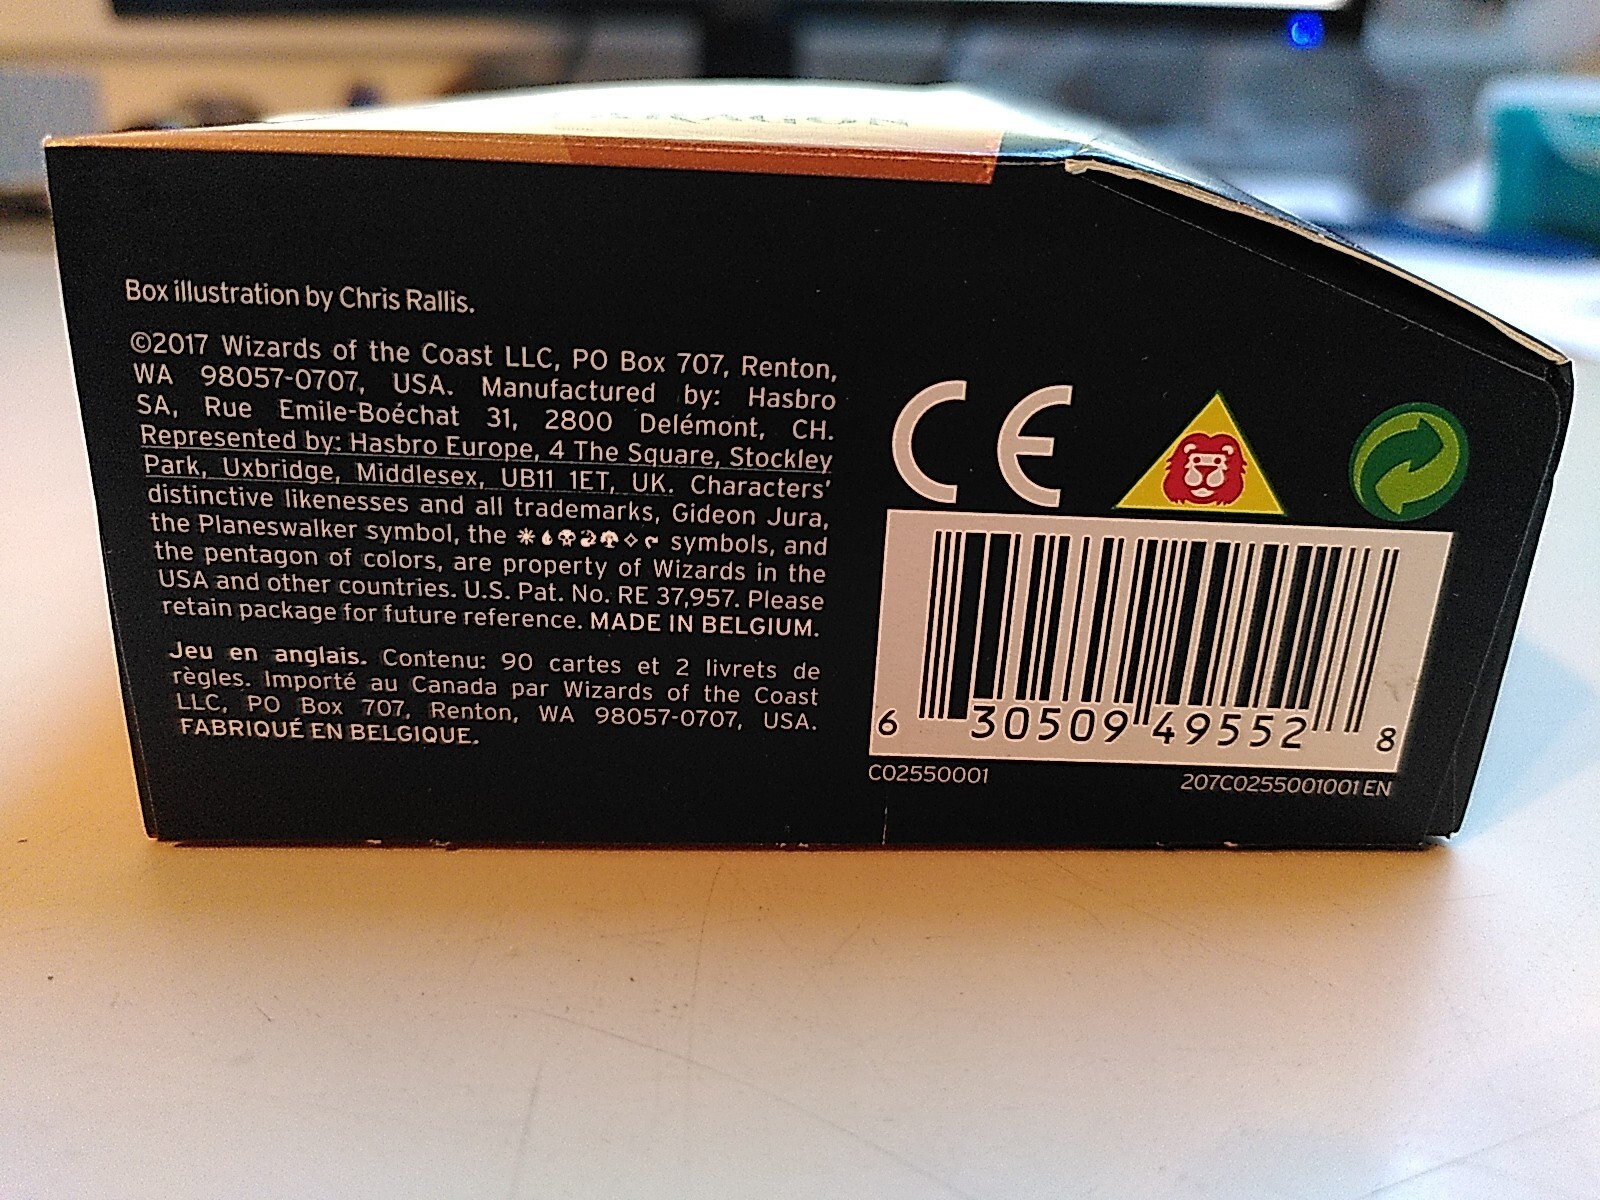 Box illustration by Chris Rallis.
©2017 Wizards of the Coast LLC, PO Box 707, Renton,
WA 98057-0707, USA. Manufactured by: Hasbro
SA, Rue Emile-Boéchat 31, 2800 Delémont, CH.
Represented by: Hasbro Europe, 4 The Square, Stockley
Park, Uxbridge, Middlesex, UB11 1ET, UK. Characters'
distinctive likenesses and all trademarks, Gideon Jura,
the Planeswalker symbol, the symbols, and
the pentagon of colors, are property of Wizards in the
USA and other countries. U.S. Pat. No. RE 37,957. Please
retain package for future reference. MADE IN BELGIUM.
Jeu en anglais. Contenu: 90 cartes et 2 livrets de
règles. Importé au Canada par Wizards of the Coast
LLC, PO Box 707, Renton, WA 98057-0707, USA.
FABRIQUÉ EN BELGIQUE.
CE
6 30509 49552 8
C02550001
207C0255001001 EN